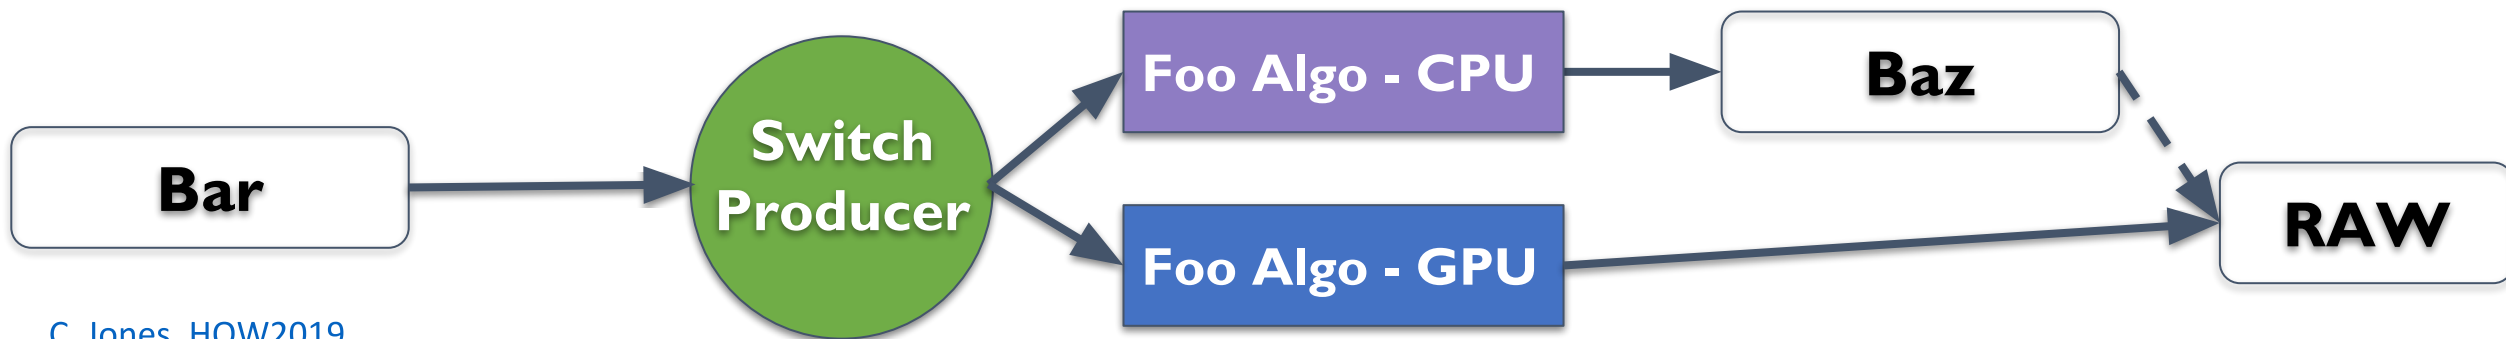 Bar
Switch
Producer
Foo Algo - CPU
Foo Algo - GPU
Baz
RAW
C. Jones, HOW2019